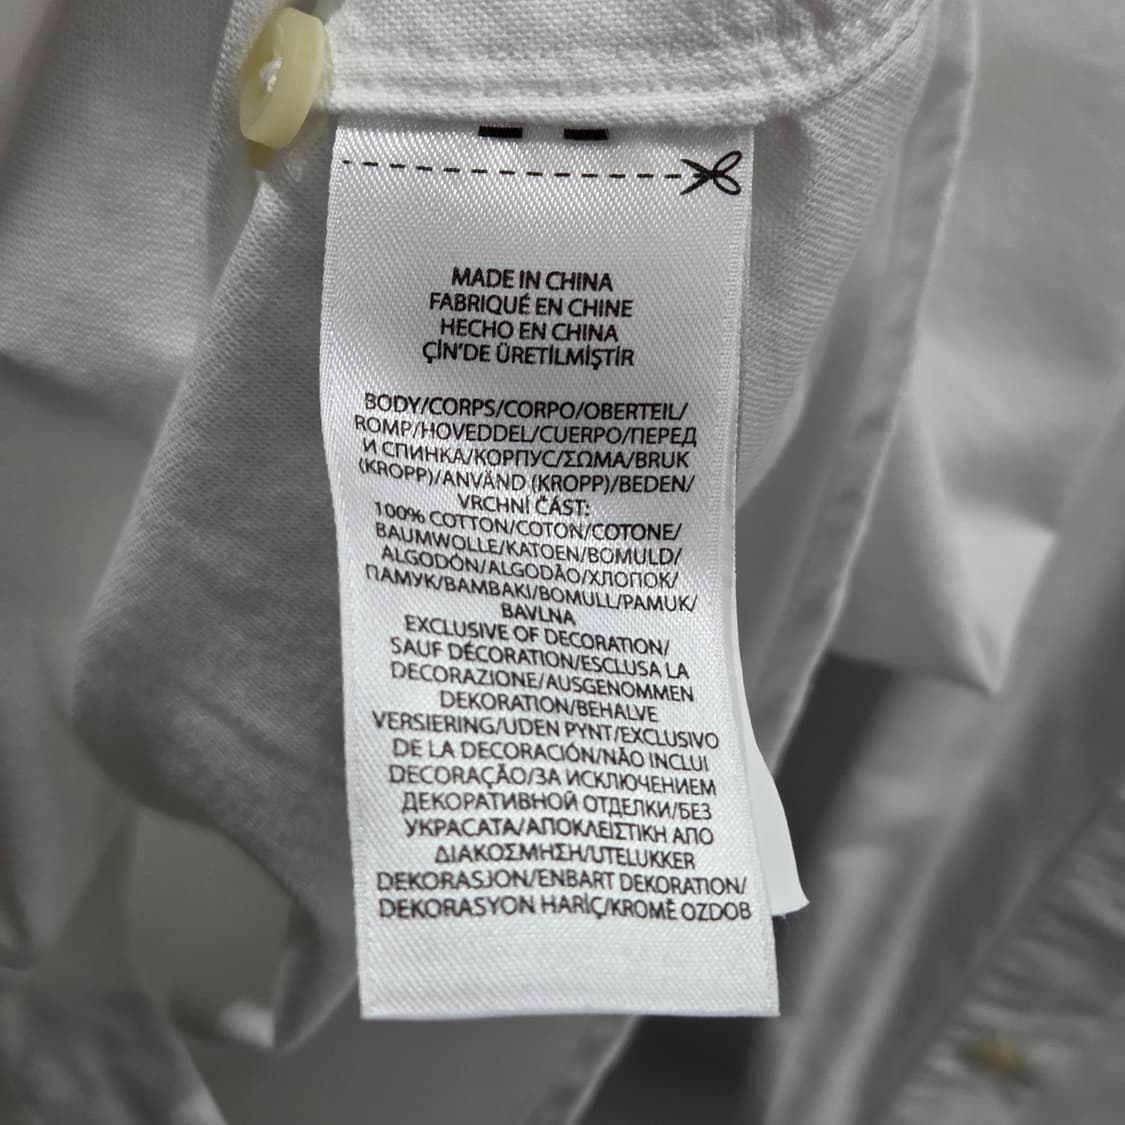 MADE IN CHINA
FABRIQUÉ EN CHINE
HECHO EN CHINA
ÇİN'DE ÜRETİLMİŞTİR
BODY/CORPS/CORPO/OBERTEIL/
ROMP/HOVEDDEL/CUERPO/ПЕРЕД
И СПИНКА/КОРПУС/ΣΩΜΑ/BRUK
(KROPP)/ANVÄND (KROPP)/BEDEN/
VRCHNÍ ČÁST:
100% COTTON/COTON/COTONE/
BAUMWOLLE/KATOEN/BOMULD/
ALGODÓN/ALGODÃO/ХЛОПОК/
ПАМУК/BAMBAKI/BOMULL/PAMUK/
BAVLNA
EXCLUSIVE OF DECORATION/
SAUF DÉCORATION/ESCLUSA LA
DECORAZIONE/AUSGENOMMEN
DEKORATION/BEHALVE
VERSIERING/UDEN PYNT/EXCLUSIVO
DE LA DECORACIÓN/NÃO INCLUI
DECORAÇÃO/ЗА ИСКЛЮЧЕНИЕМ
ДЕКОРАТИВНОЙ ОТДЕЛКИ/БЕЗ
УКРАСАТА/ΑΠΟΚΛΕΙΣΤΙΚΗ ΑΠΟ
ΔΙΑΚΟΣΜΗΣΗ/UTELUKKER
DEKORASJON/ENBART DEKORATION/
DEKORASYON HARİÇ/KROMĚ OZDOB